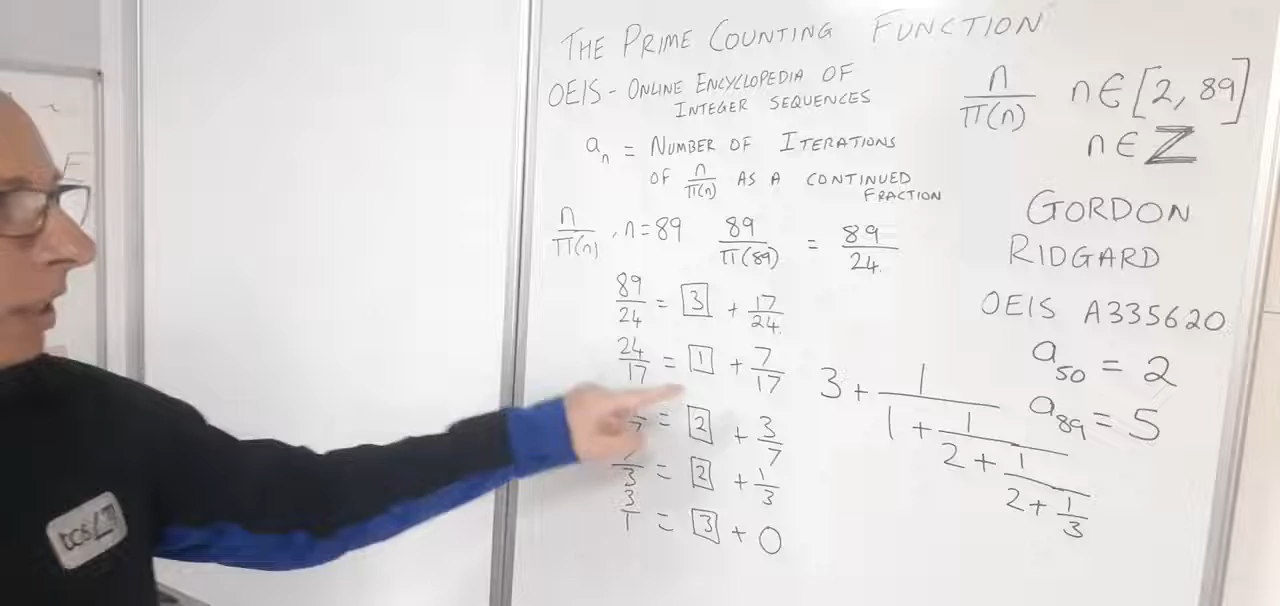 THE PRIME COUNTING FUNCTION
OEIS - ONLINE ENCYCLOPEDIA OF
INTEGER SEQUENCES
n/π(n) n∈[2, 89]
n∈ℤ
aₙ = NUMBER OF ITERATIONS
OF n/π(n) AS A CONTINUED
FRACTION
n/π(n), n=89 89/π(89) = 89/24
GORDON
RIDGARD
OEIS A335620
89/24 = 3 + 17/24
24/17 = 1 + 7/17
= 2 + 3/7
/3 = 2 + 1/3
3/1 = 3 + 0
3 + 1/(1 + 1/(2 + 1/(2 + 1/3)))
a₅₀ = 2
a₈₉ = 5